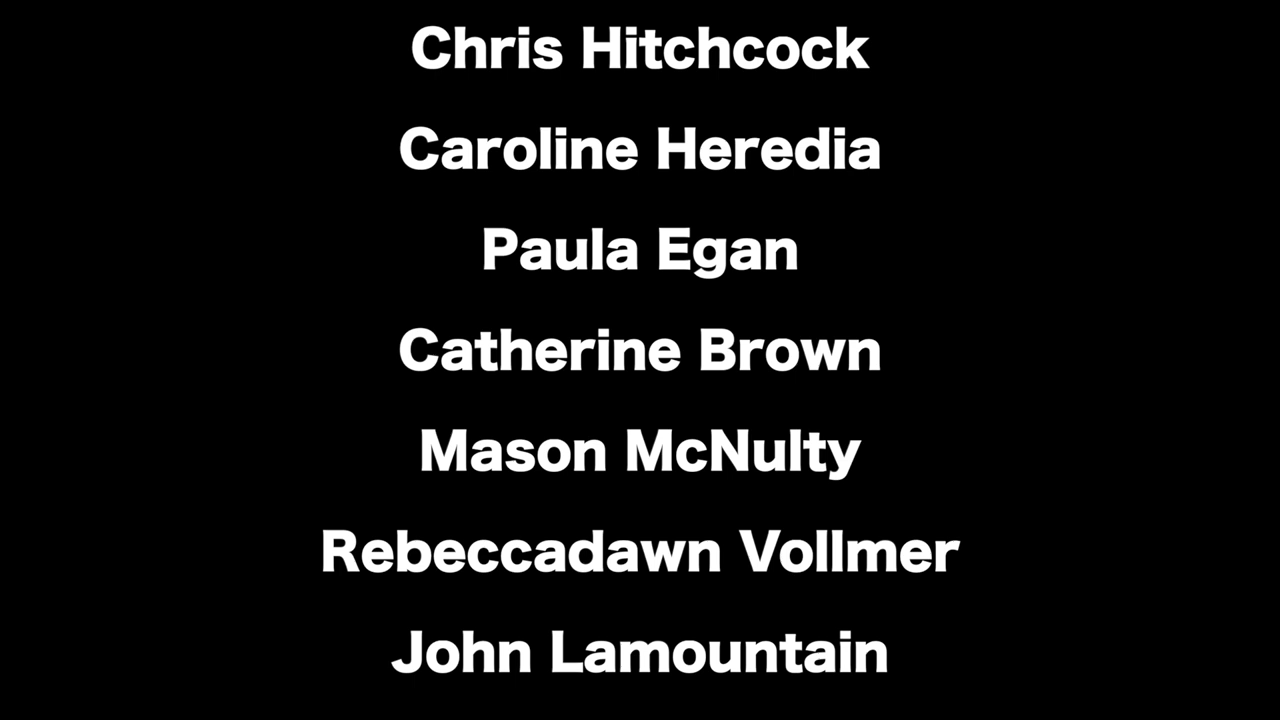 Chris Hitchcock
Caroline Heredia
Paula Egan
Catherine Brown
Mason McNulty
Rebeccadawn Vollmer
John Lamountain